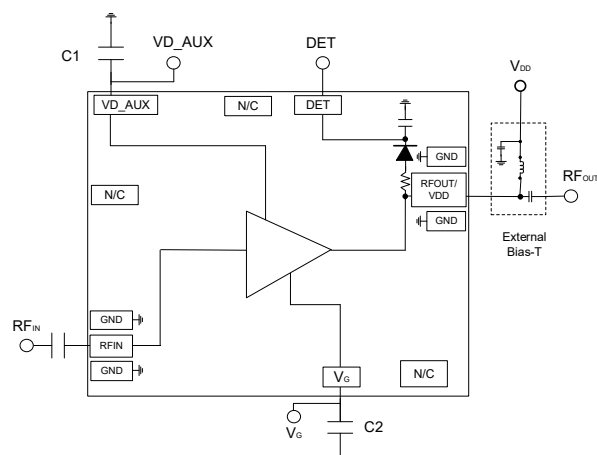 C1
VD_AUX
DET
VDD
VD_AUX
N/C
DET
GND
N/C
RFOUT/
VDD
RFOUT
GND
External
Bias-T
GND
RFIN
RFIN
GND
VG
N/C
VG
C2